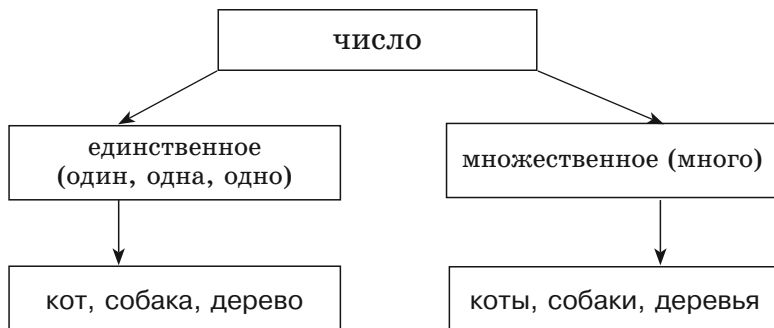 число
единственное
(один, одна, одно)
множественное (много)
кот, собака, дерево
коты, собаки, деревья